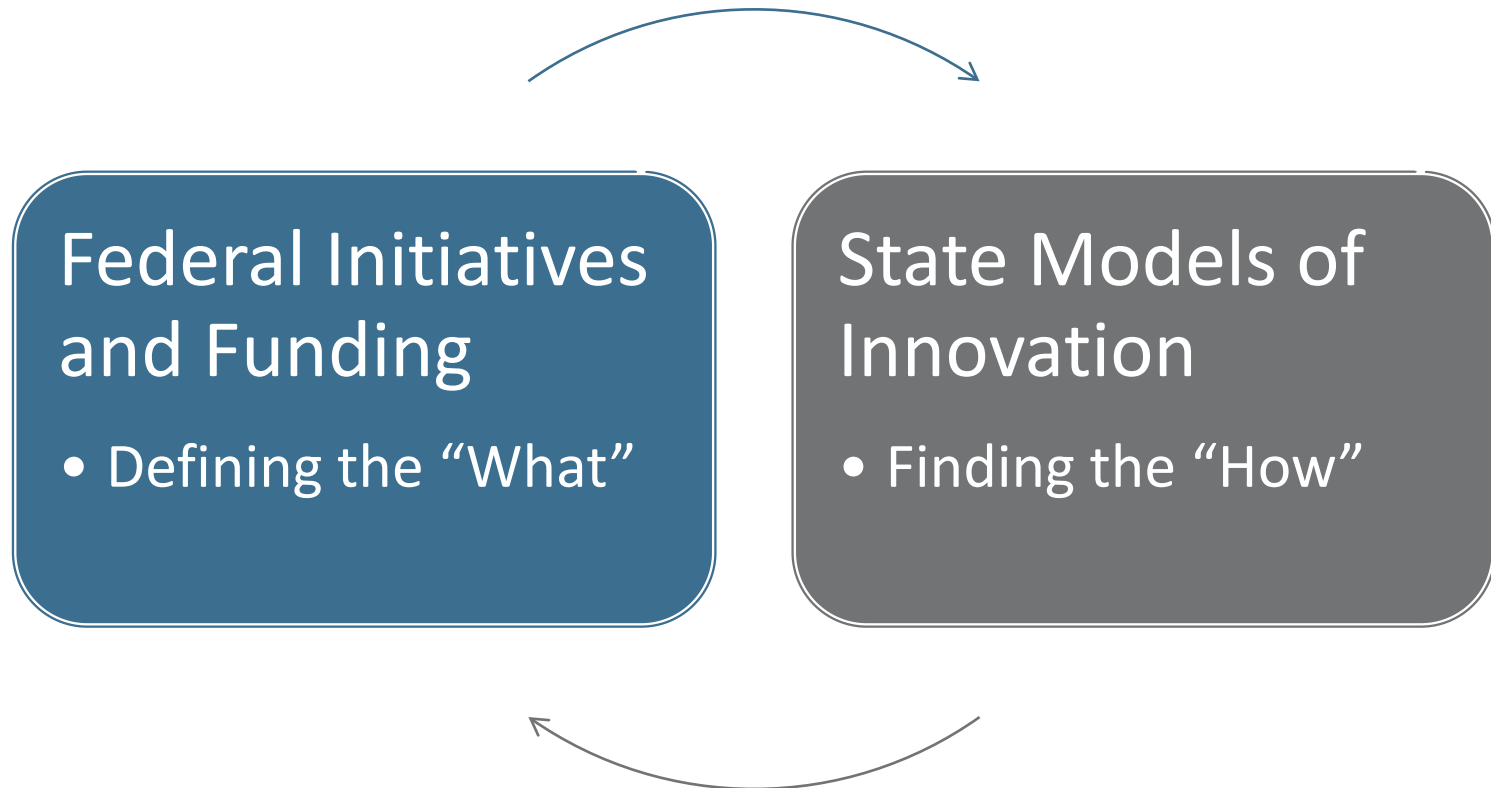 Federal Initiatives
and Funding
• Defining the “What”
State Models of
Innovation
• Finding the “How”